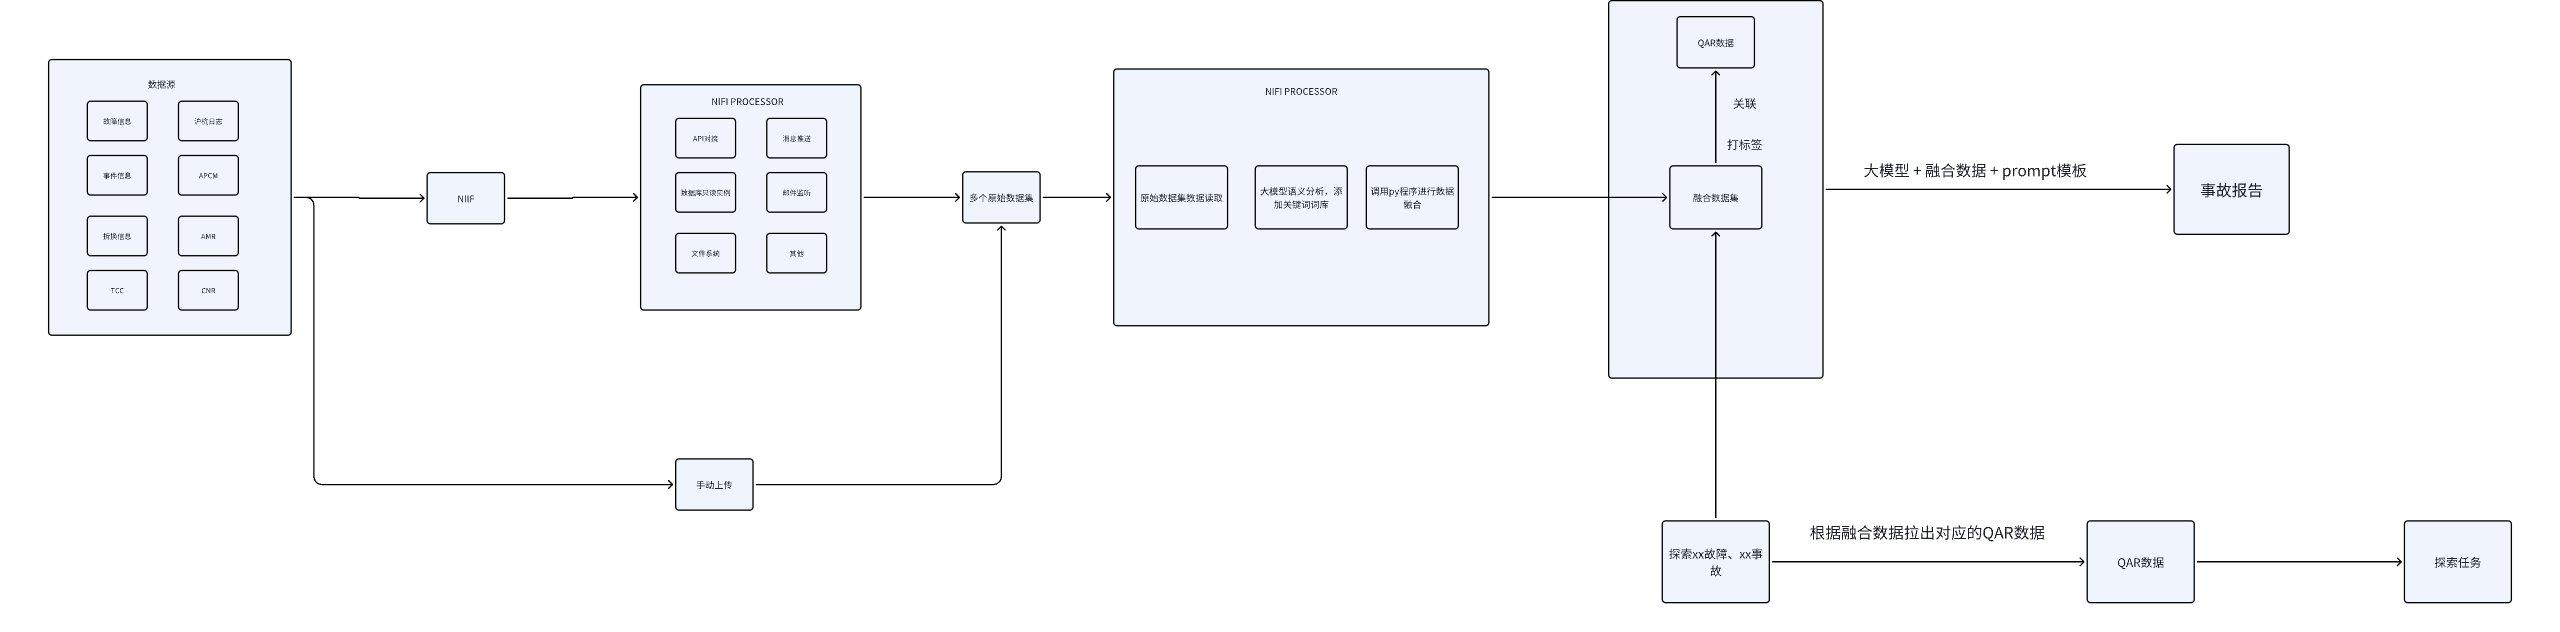 数据源
故障信息
沪杭日志
事件信息
APCM
拆换信息
AMR
TCC
CNR
NIIF
NIFI PROCESSOR
API对接
消息推送
数据库只读实例
邮件监听
文件系统
其他
手动上传
多个原始数据集
NIFI PROCESSOR
原始数据集数据读取
大模型语义分析，添
加关键词词库
调用py程序进行数据
融合
QAR数据
关联
打标签
融合数据集
大模型 + 融合数据 + prompt模板
事故报告
探索xx故障、xx事
故
根据融合数据拉出对应的QAR数据
QAR数据
探索任务